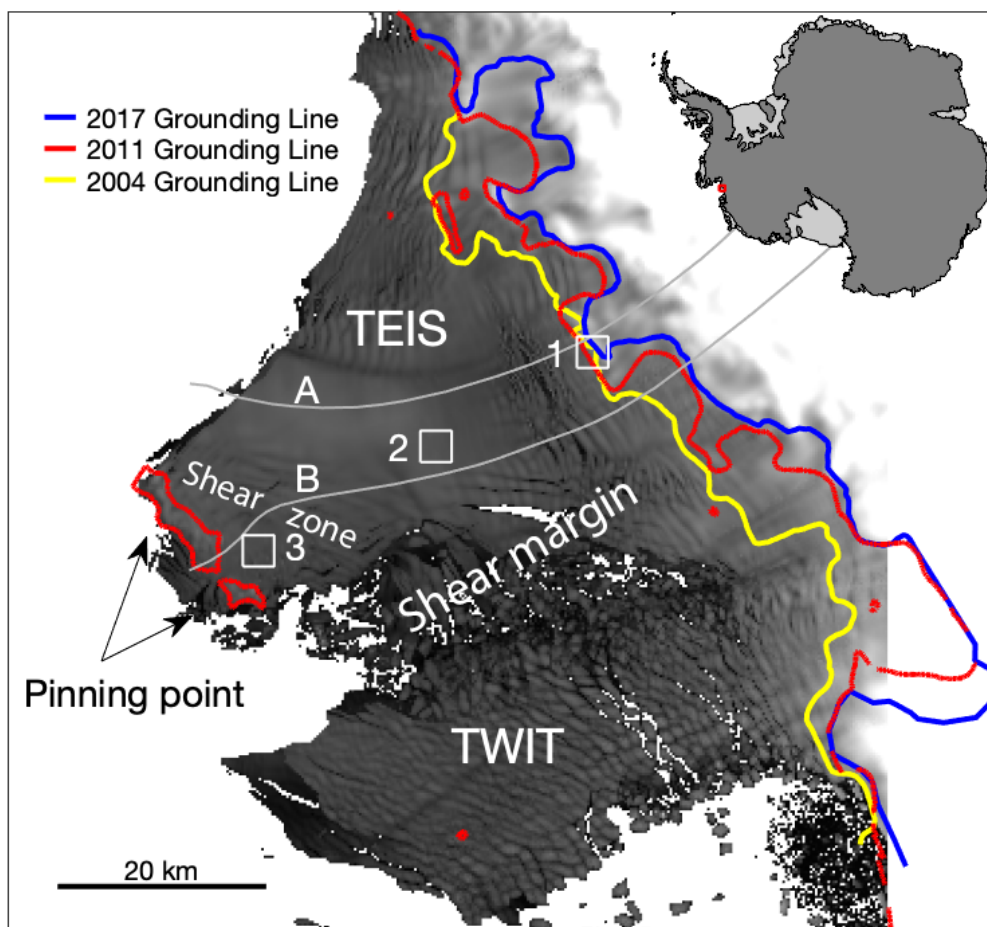 2017 Grounding Line
2011 Grounding Line
2004 Grounding Line
TEIS
1
A
2
B
Shear
zone
3
Shear margin
Pinning point
TWIT
20 km